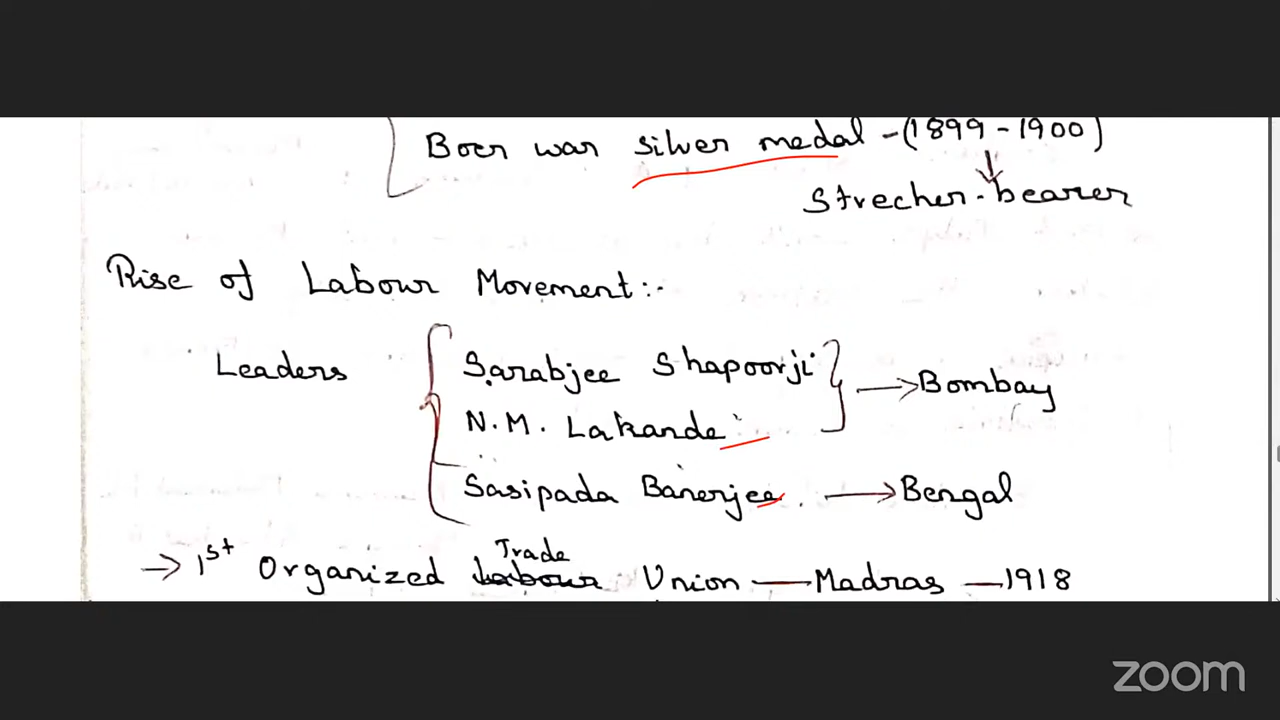 Boer war silver medal - (1899 - 1900)
Strecher-bearer
Rise of Labour Movement:-
Leaders
Sarabjee Shapoorji
N.M. Lakande
→ Bombay
Sasipada Banerjee → Bengal
→ 1st Organized Labour Trade Union — Madras — 1918
zoom